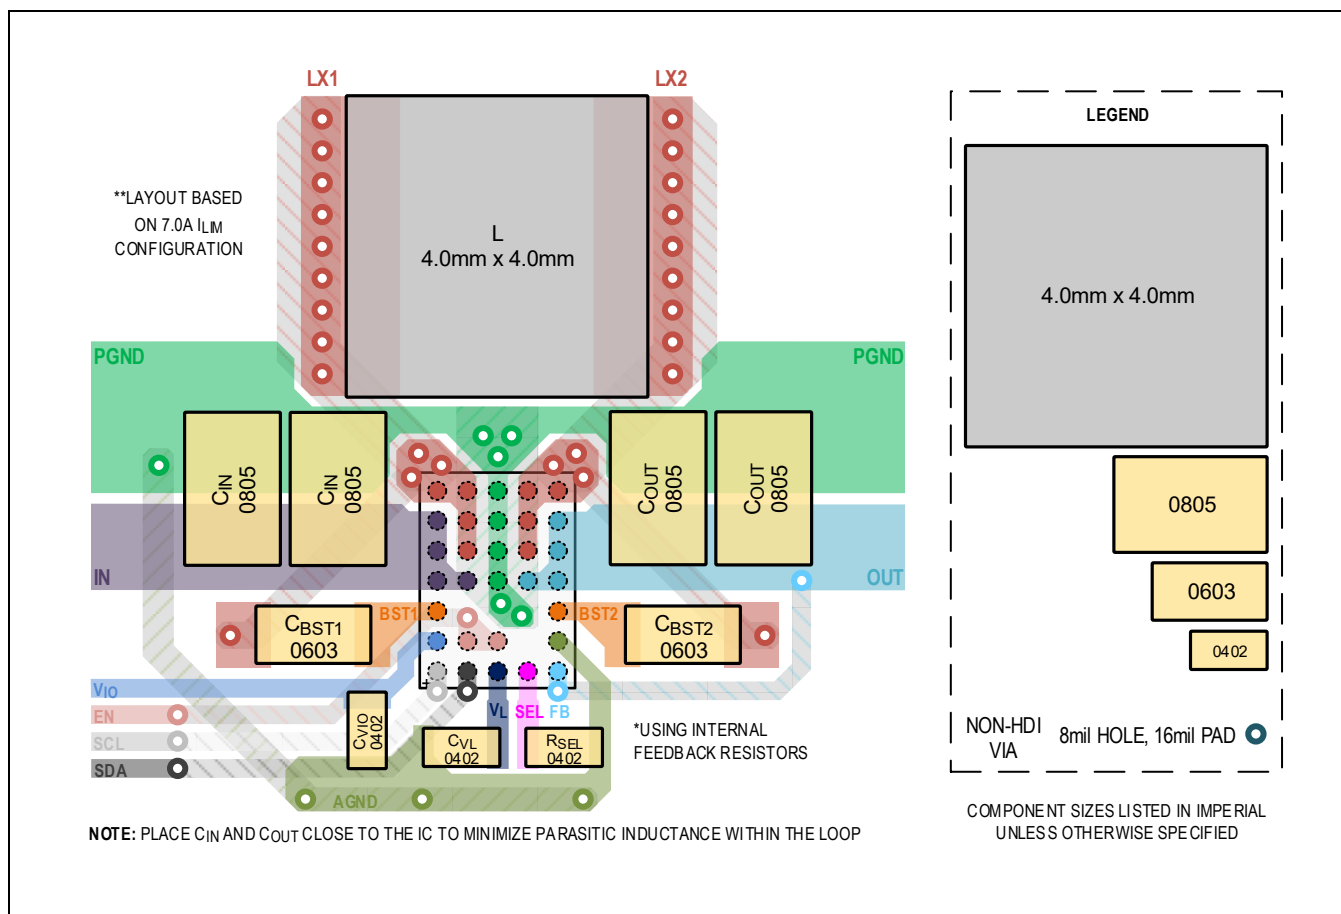 LX1
LX2
**LAYOUT BASED
ON 7.0A ILIM
CONFIGURATION
L
4.0mm x 4.0mm
PGND
PGND
CIN
0805
CIN
0805
COUT
0805
COUT
0805
IN
OUT
BST1
BST2
CBST1
0603
CBST2
0603
VIO
EN
SCL
SDA
+
VL
SEL
FB
CVIO
0402
CVL
0402
RSEL
0402
*USING INTERNAL
FEEDBACK RESISTORS
AGND
NOTE: PLACE CIN AND COUT CLOSE TO THE IC TO MINIMIZE PARASITIC INDUCTANCE WITHIN THE LOOP
LEGEND
4.0mm x 4.0mm
0805
0603
0402
NON-HDI
VIA
8mil HOLE, 16mil PAD
COMPONENT SIZES LISTED IN IMPERIAL
UNLESS OTHERWISE SPECIFIED